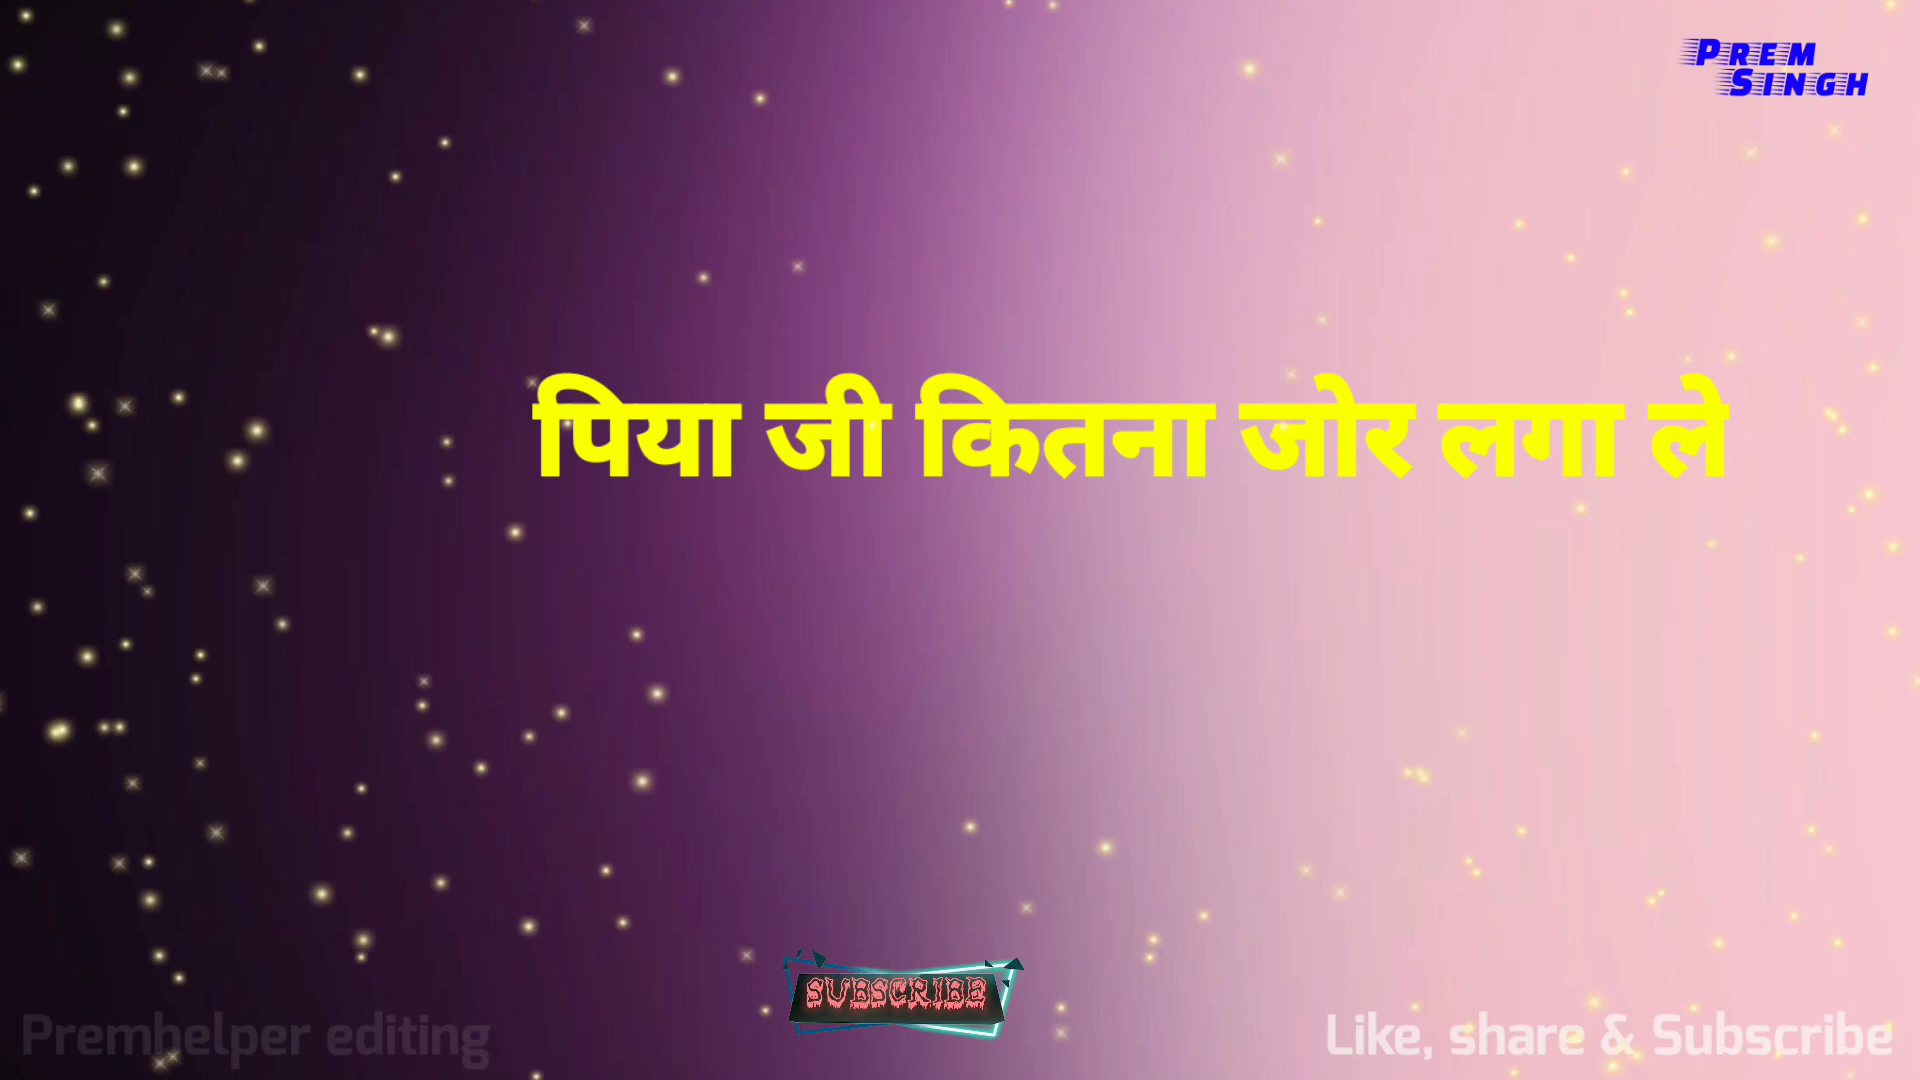 PREM
SINGH
पिया जी कितना जोर लगा ले
SUBSCRIBE
Premhelper editing
Like, share & Subscribe